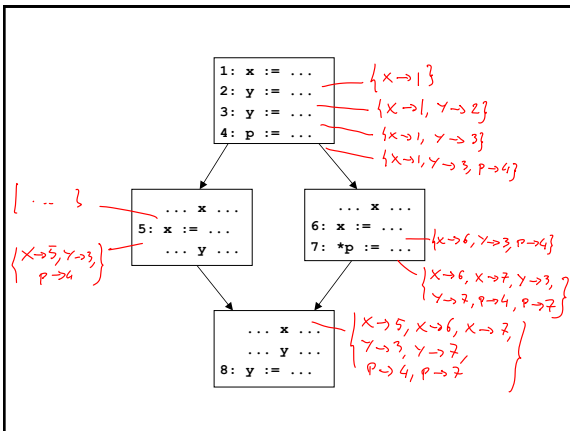 1: x := ...
2: y := ...
3: y := ...
4: p := ...
{x→1}
{x→1, y→2}
{x→1, y→3}
{x→1, y→3, p→4}
{ ... }
... x ...
5: x := ...
... y ...
{x→5, y→3,
p→4}
... x ...
6: x := ...
7: *p := ...
{x→6, y→3, p→4}
{x→6, x→7, y→3,
y→7, p→4, p→7}
... x ...
... y ...
8: y := ...
{x→5, x→6, x→7,
y→3, y→7,
p→4, p→7}